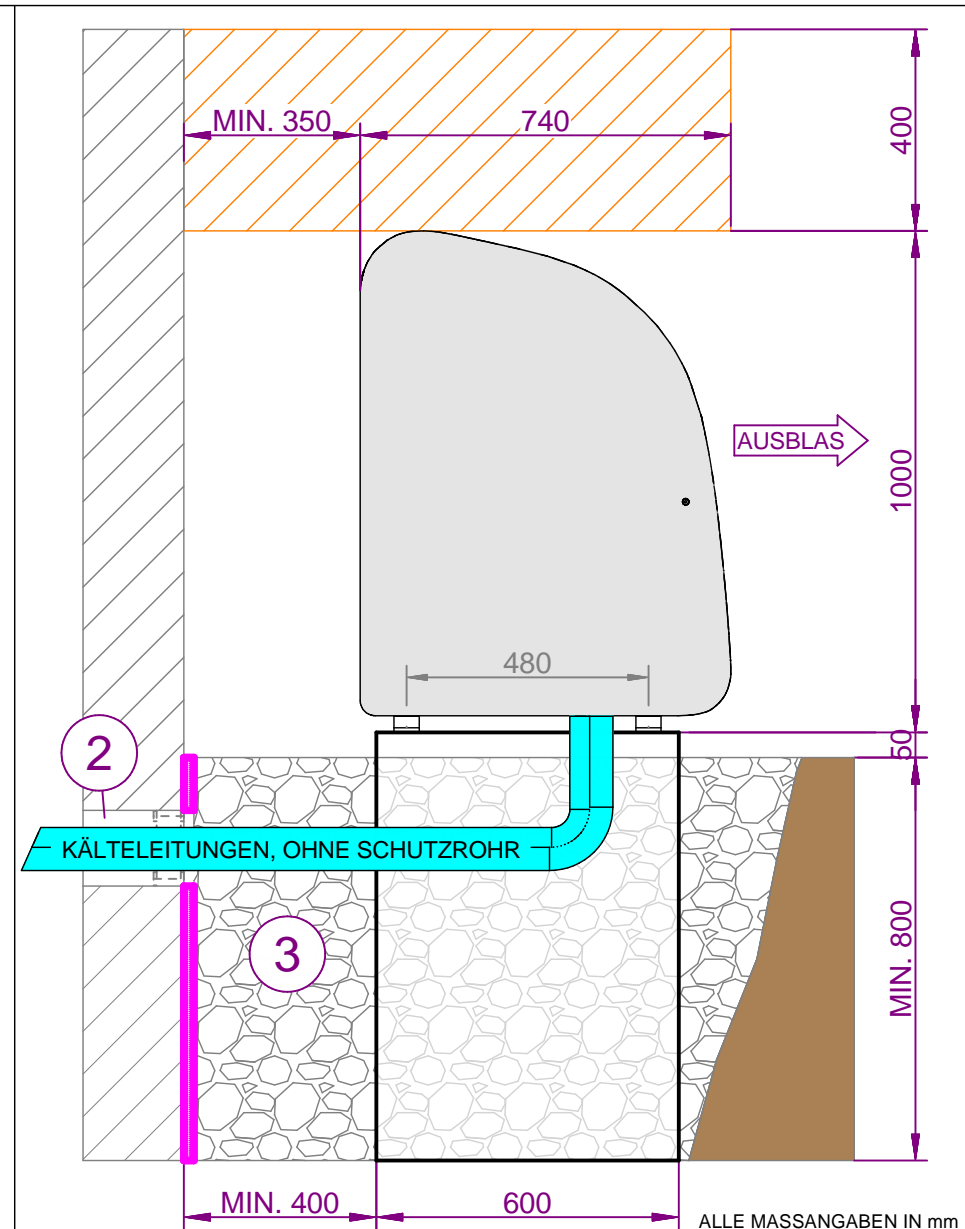 MIN. 350
740
400
AUSBLAS
1000
480
50
2
KÄLTELEITUNGEN, OHNE SCHUTZROHR
3
MIN. 800
MIN. 400
600
ALLE MASSANGABEN IN mm